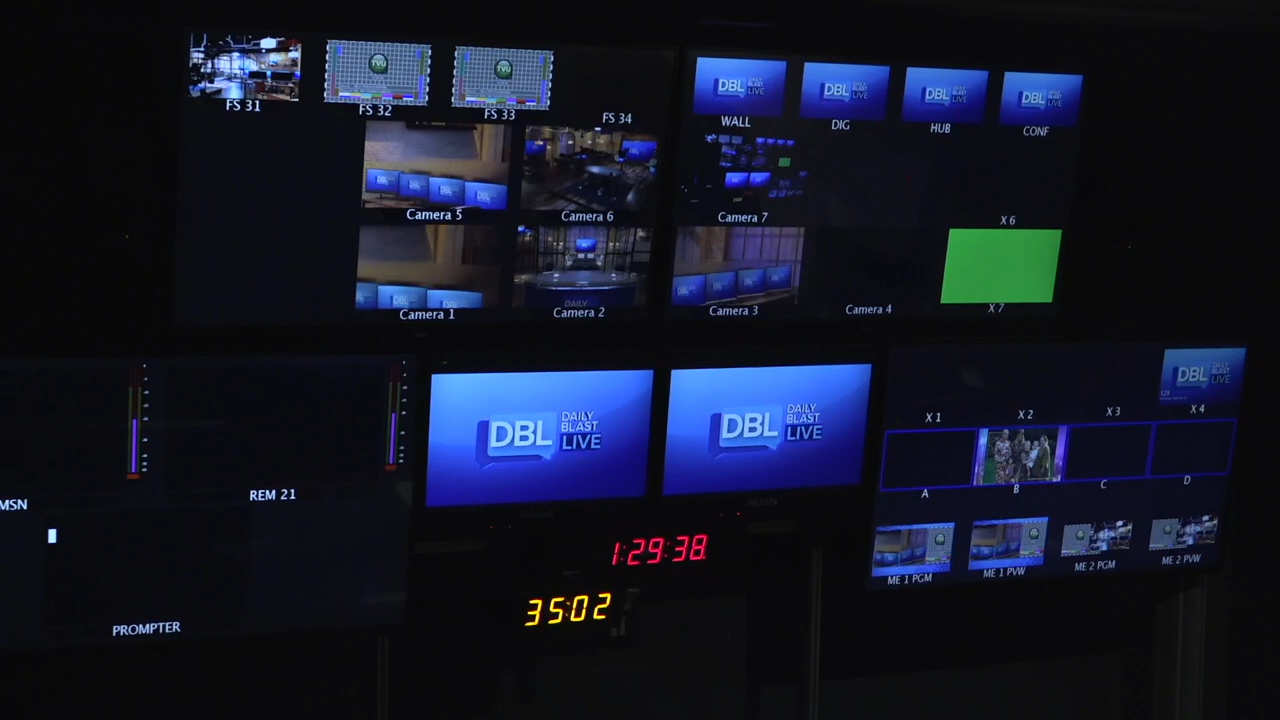 FS 31
TVU
FS 32
TVU
FS 33
FS 34
DBL DAILY BLAST LIVE
WALL
DBL DAILY BLAST LIVE
DIG
DBL DAILY BLAST LIVE
HUB
DBL DAILY BLAST LIVE
CONF
Camera 5
Camera 6
Camera 7
X 6
Camera 1
DAILY
Camera 2
Camera 3
Camera 4
X 7
MSN
REM 21
PROMPTER
DBL
DAILY
BLAST
LIVE
DBL
DAILY
BLAST
LIVE
1:29:38
35:02
DBL DAILY BLAST LIVE
X 1
X 2
X 3
X 4
A
B
C
D
ME 1 PGM
ME 1 PVW
ME 2 PGM
ME 2 PVW